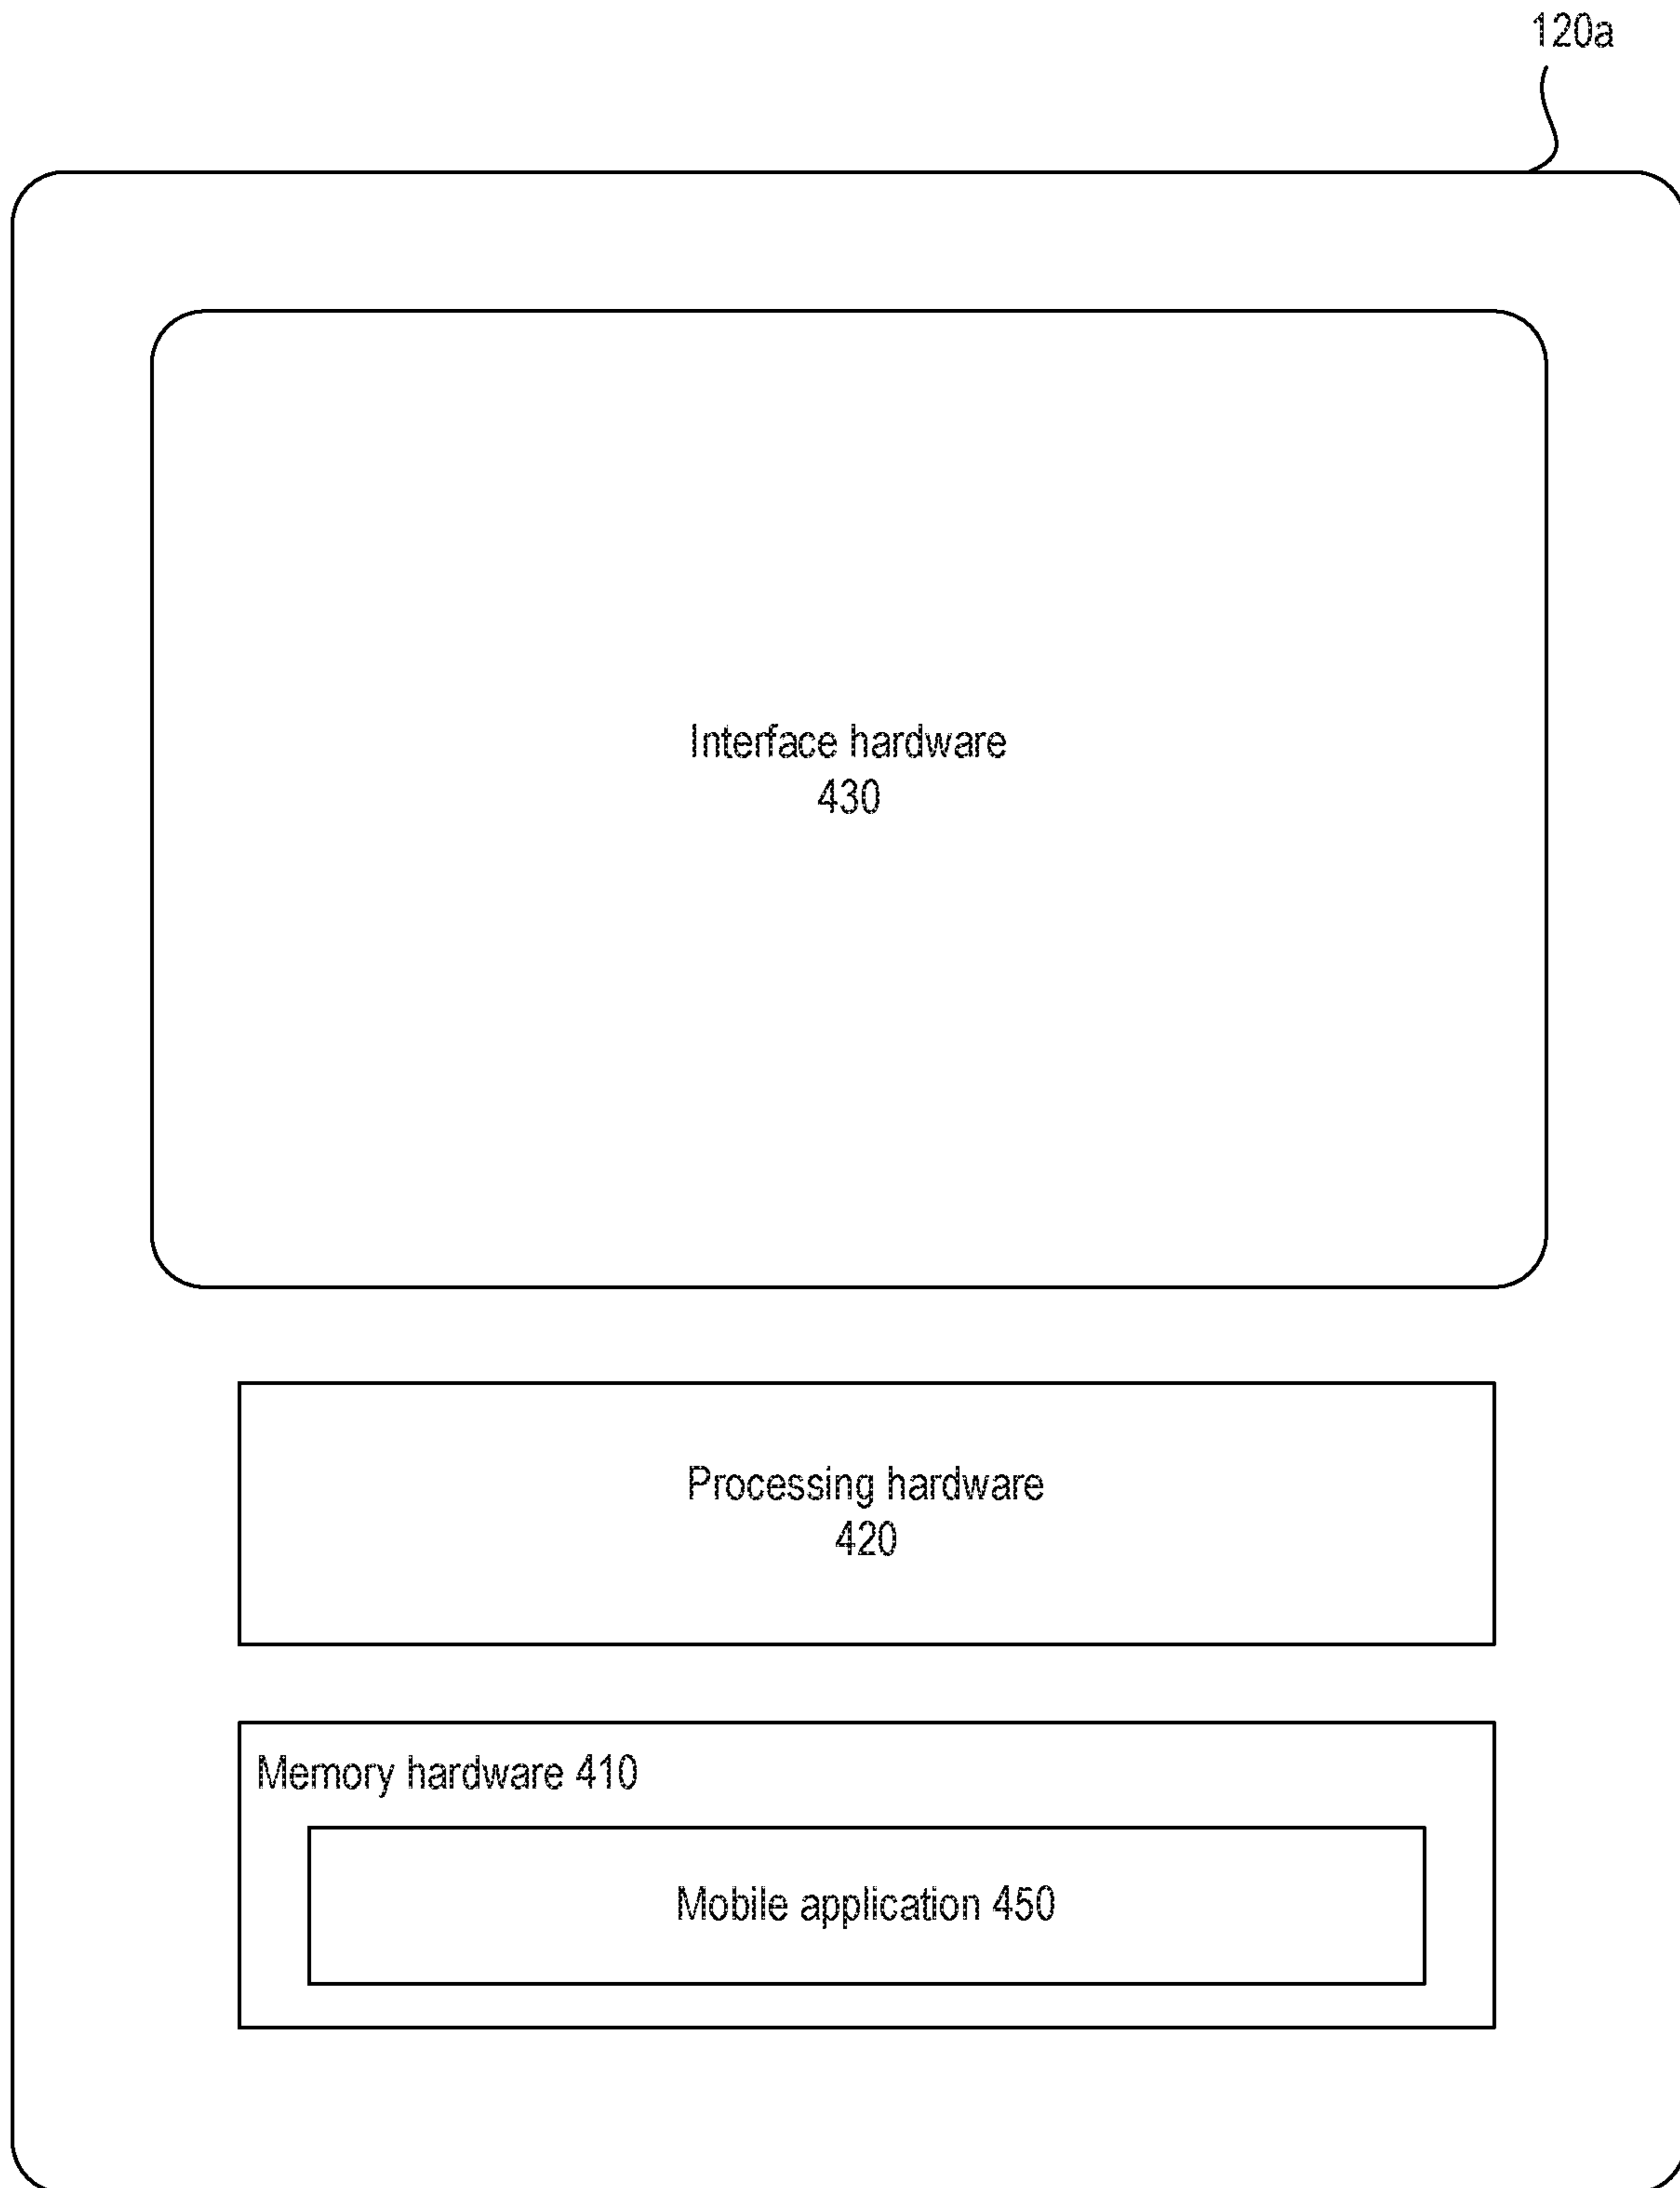 120a
Interface hardware
430
Processing hardware
420
Memory hardware 410
Mobile application 450